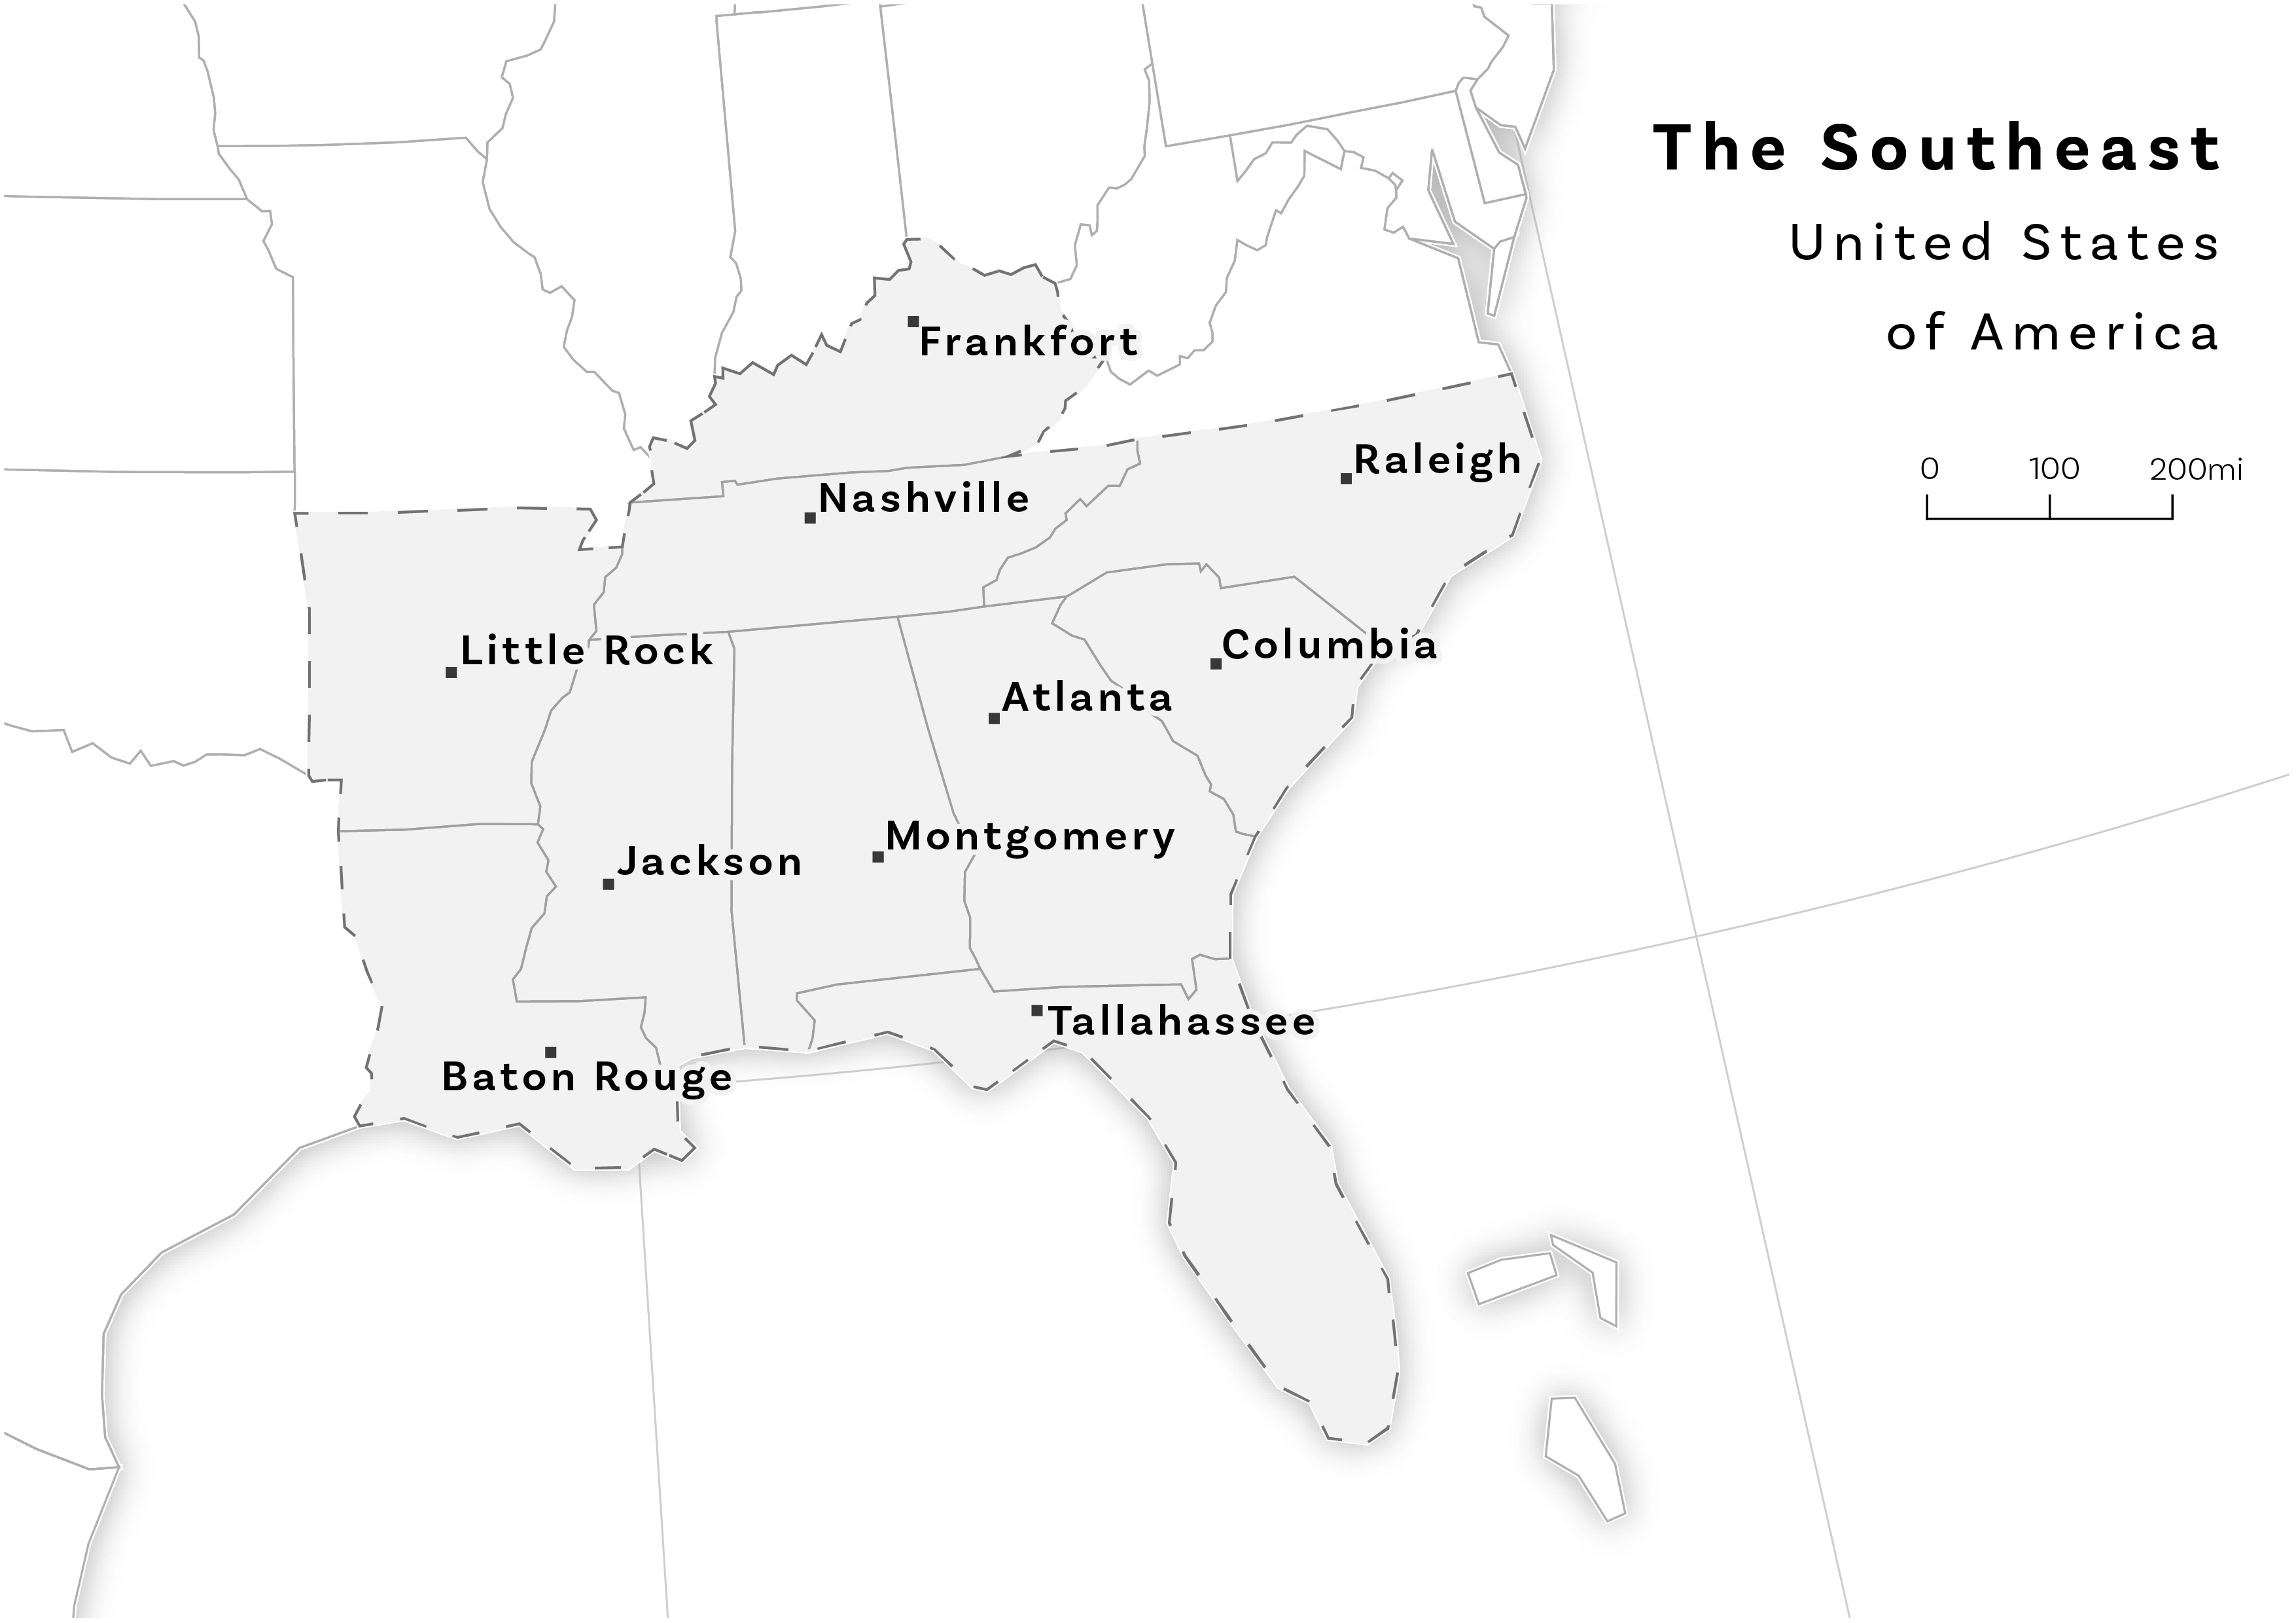 The Southeast
United States
of America
0 100 200mi
Frankfort
Raleigh
Nashville
Little Rock
Columbia
Atlanta
Montgomery
Jackson
Tallahassee
Baton Rouge